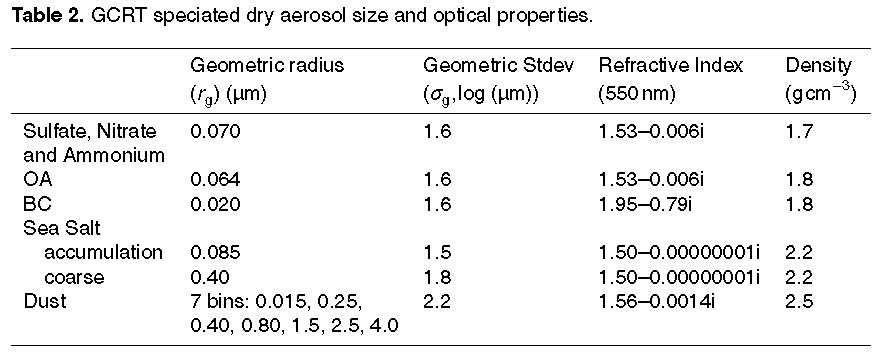 Table 2. GCRT speciated dry aerosol size and optical properties.
Geometric radius Geometric Stdev Refractive Index Density
(rg) (µm) (σg,log (µm)) (550 nm) (g cm−3)
Sulfate, Nitrate 0.070 1.6 1.53–0.006i 1.7
and Ammonium
OA 0.064 1.6 1.53–0.006i 1.8
BC 0.020 1.6 1.95–0.79i 1.8
Sea Salt
accumulation 0.085 1.5 1.50–0.00000001i 2.2
coarse 0.40 1.8 1.50–0.00000001i 2.2
Dust 7 bins: 0.015, 0.25, 2.2 1.56–0.0014i 2.5
0.40, 0.80, 1.5, 2.5, 4.0